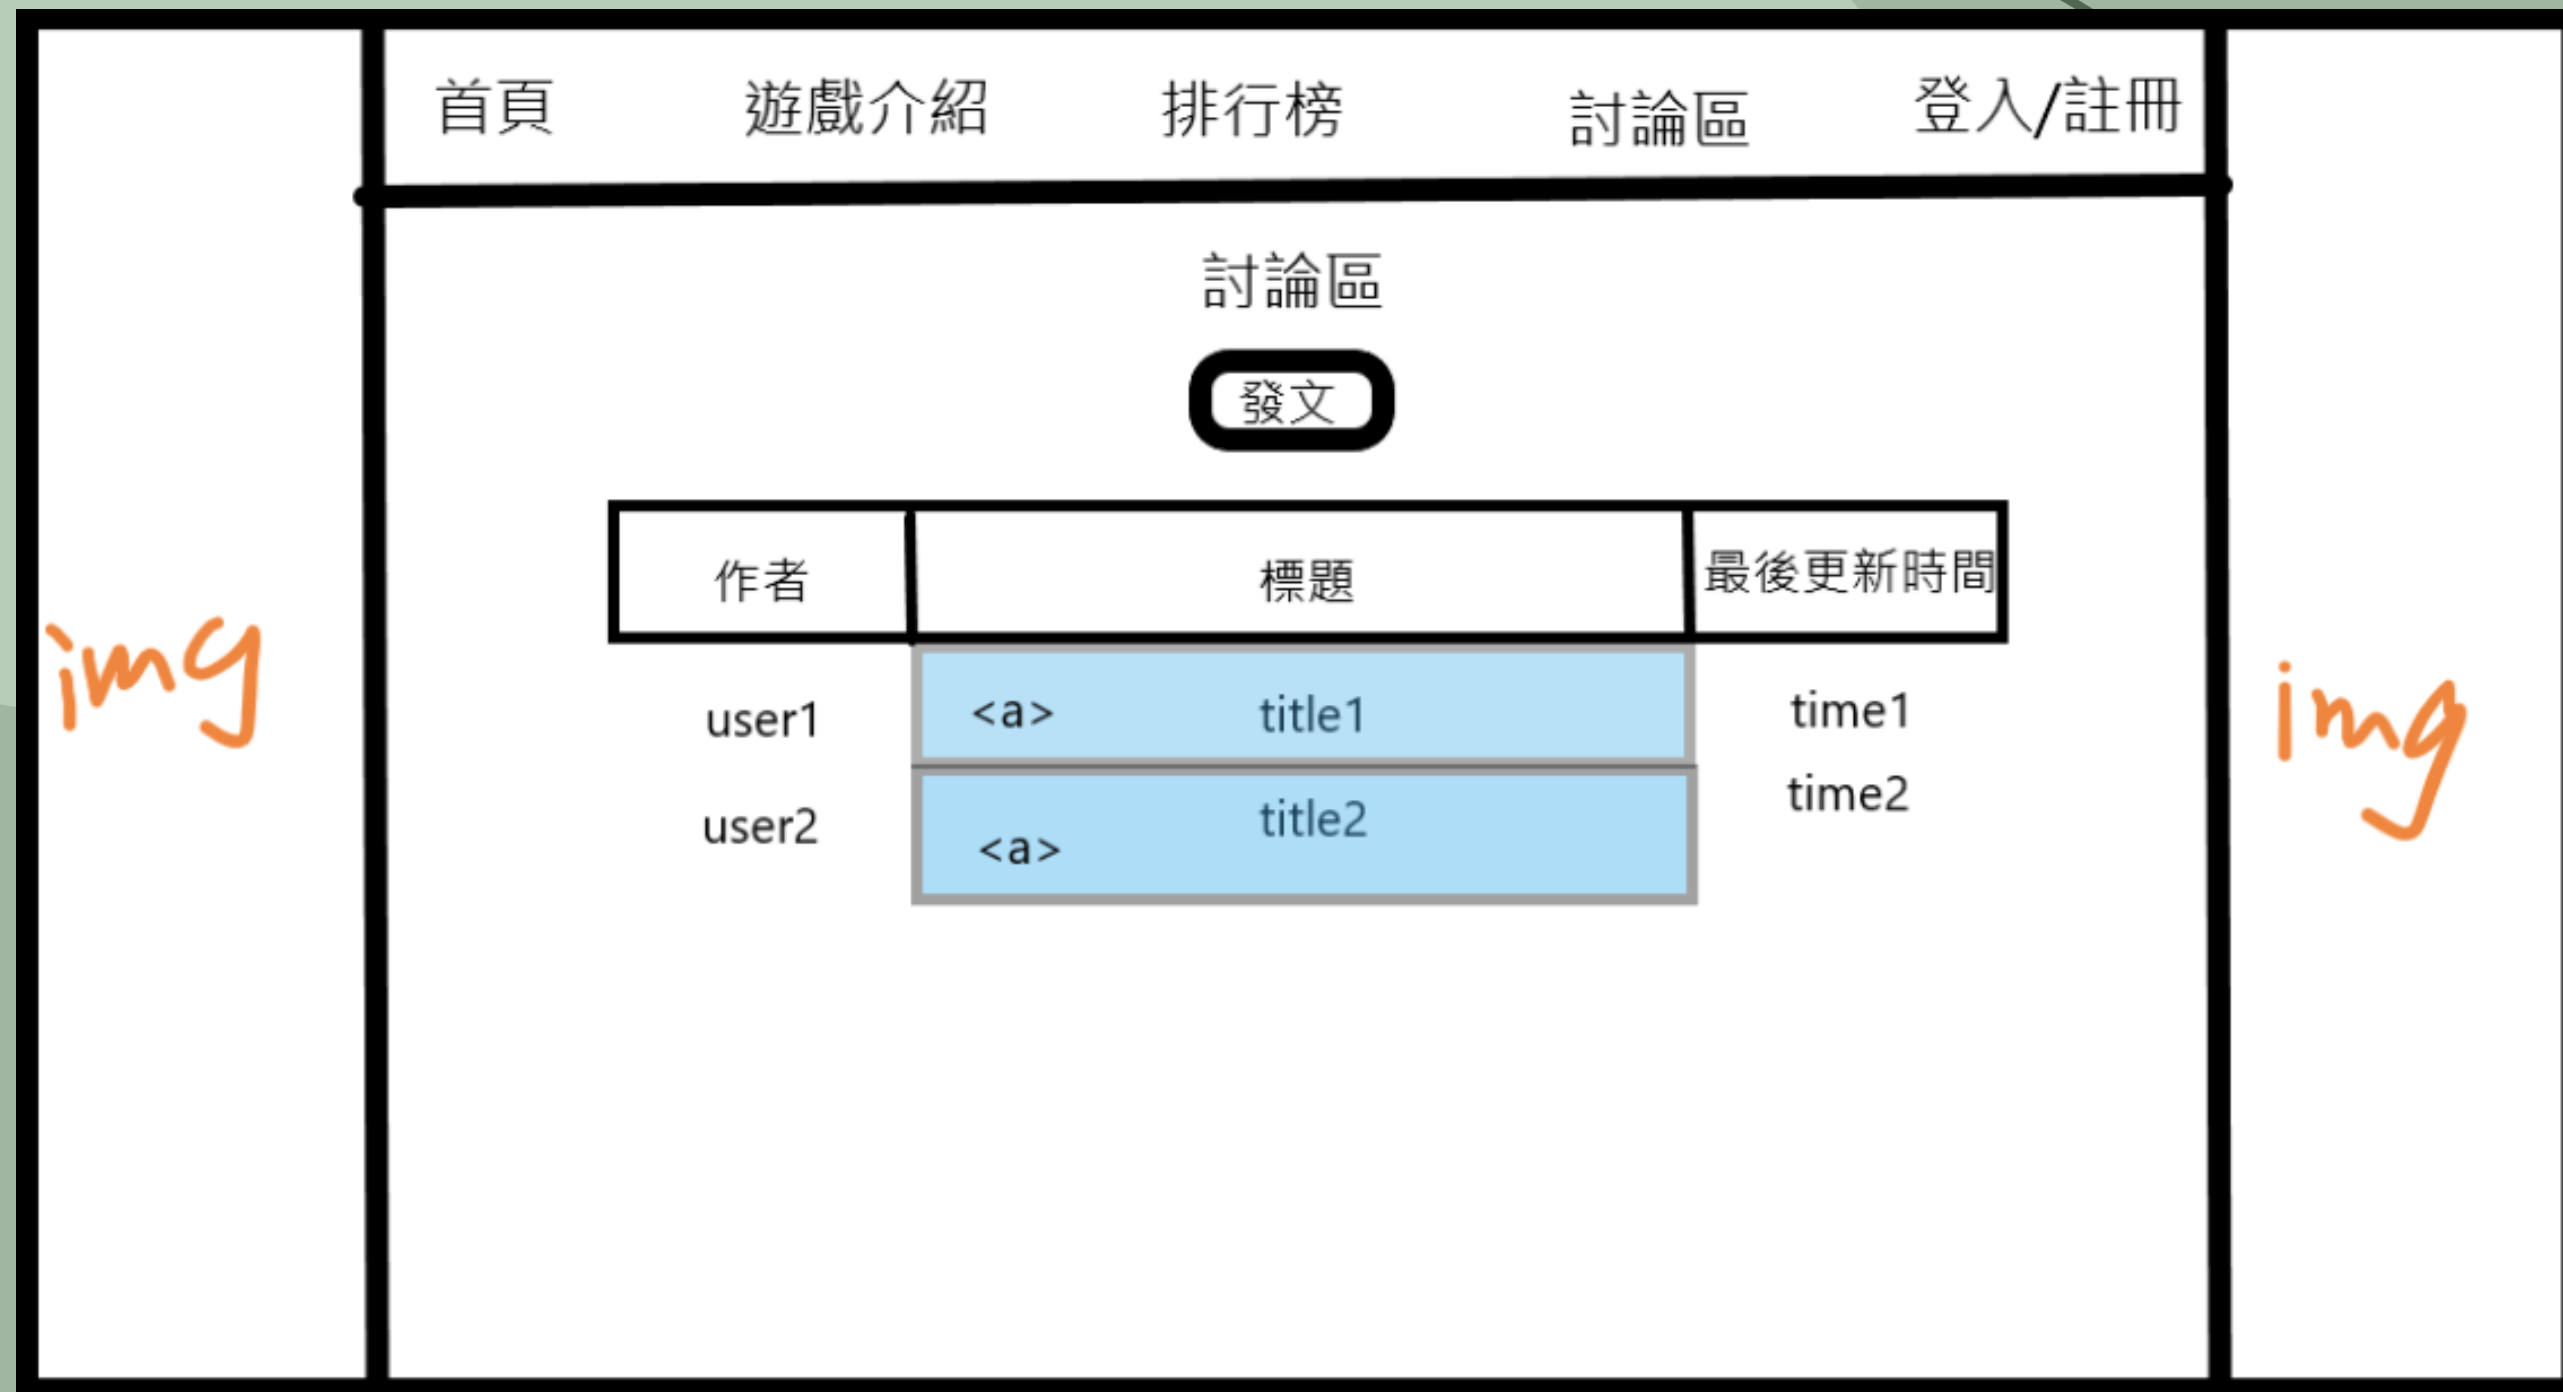 首頁 遊戲介紹 排行榜 討論區 登入/註冊
討論區
發文
作者 標題 最後更新時間
img
user1 <a> title1 time1
user2 <a> title2 time2
img